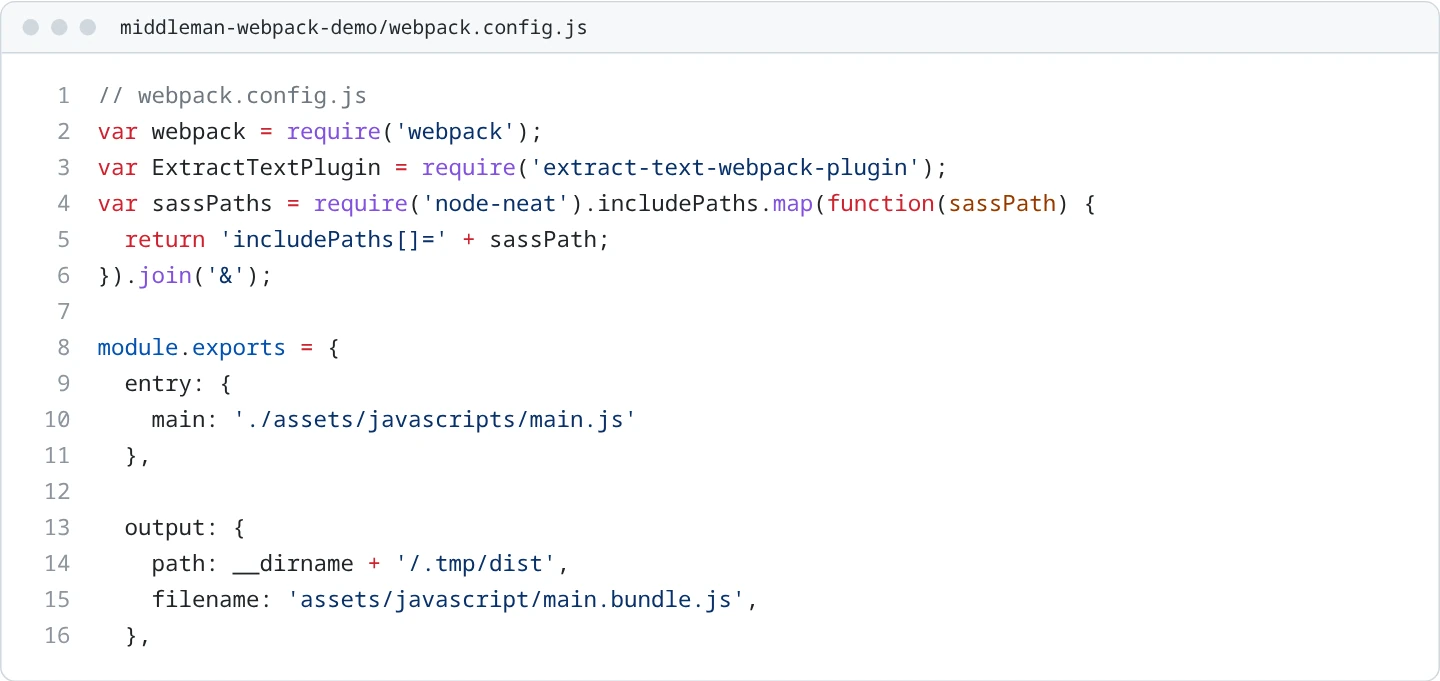 middleman-webpack-demo/webpack.config.js
1 // webpack.config.js
2 var webpack = require('webpack');
3 var ExtractTextPlugin = require('extract-text-webpack-plugin');
4 var sassPaths = require('node-neat').includePaths.map(function(sassPath) {
5   return 'includePaths[]=' + sassPath;
6 }).join('&');
7
8 module.exports = {
9   entry: {
10     main: './assets/javascripts/main.js'
11   },
12
13   output: {
14     path: __dirname + '/.tmp/dist',
15     filename: 'assets/javascript/main.bundle.js',
16   },